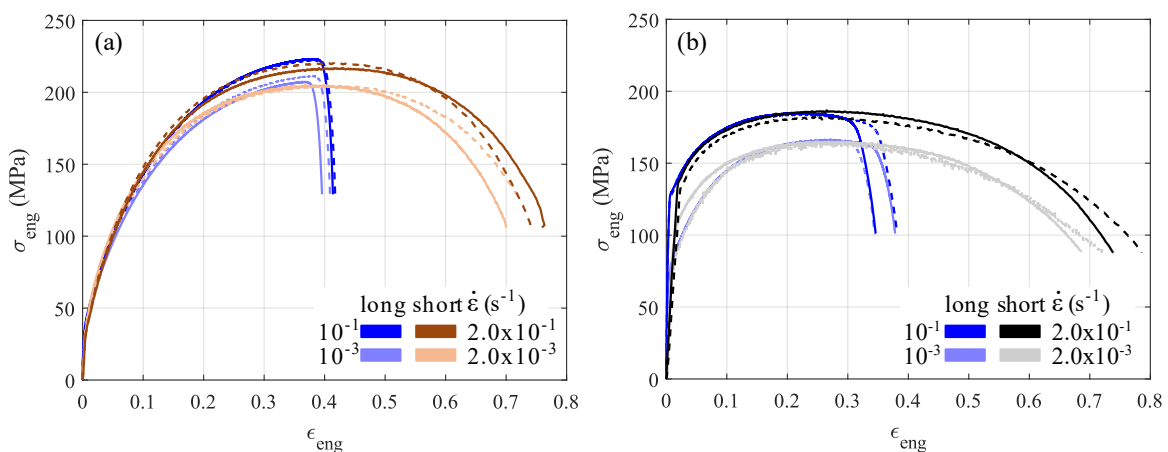 (a)
250
200
150
100
50
0
σeng (MPa)
0 0.1 0.2 0.3 0.4 0.5 0.6 0.7 0.8
ϵeng
long short ε̇ (s-1)
10-1 2.0x10-1
10-3 2.0x10-3
(b)
250
200
150
100
50
0
σeng (MPa)
0 0.1 0.2 0.3 0.4 0.5 0.6 0.7 0.8
ϵeng
long short ε̇ (s-1)
10-1 2.0x10-1
10-3 2.0x10-3